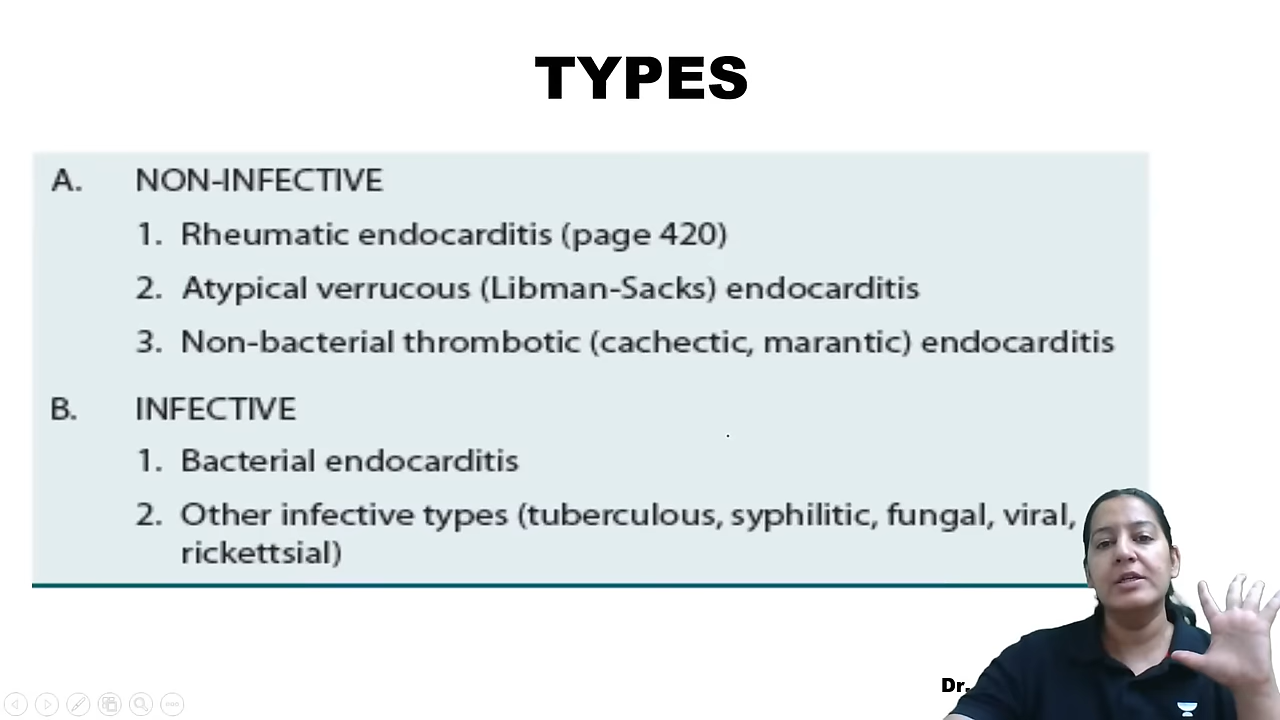 TYPES
A. NON-INFECTIVE
1. Rheumatic endocarditis (page 420)
2. Atypical verrucous (Libman-Sacks) endocarditis
3. Non-bacterial thrombotic (cachectic, marantic) endocarditis
B. INFECTIVE
1. Bacterial endocarditis
2. Other infective types (tuberculous, syphilitic, fungal, viral,
rickettsial)
Dr.